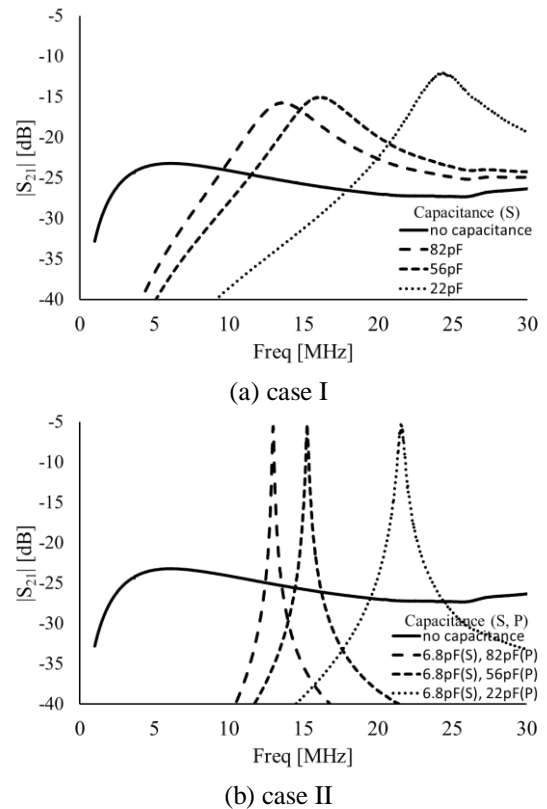 -5
-10
-15
-20
-25
-30
-35
-40
|S21| [dB]
Capacitance (S)
no capacitance
82pF
56pF
22pF
0 5 10 15 20 25 30
Freq [MHz]
(a) case I
-5
-10
-15
-20
-25
-30
-35
-40
|S21| [dB]
Capacitance (S, P)
no capacitance
6.8pF(S), 82pF(P)
6.8pF(S), 56pF(P)
6.8pF(S), 22pF(P)
0 5 10 15 20 25 30
Freq [MHz]
(b) case II